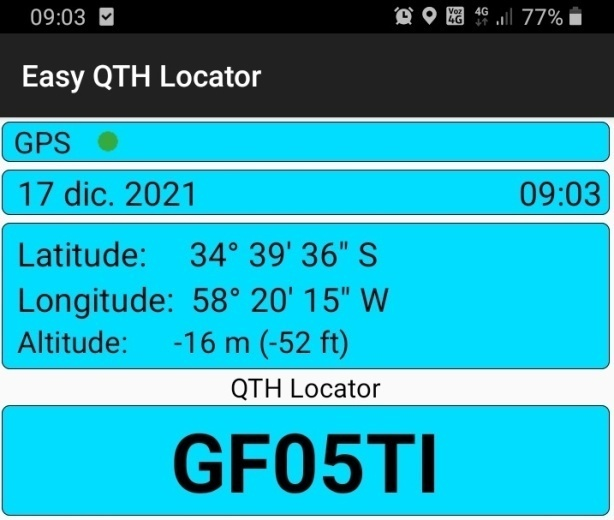 09:03 Voz 4G 4G 77%
Easy QTH Locator
GPS
17 dic. 2021 09:03
Latitude: 34° 39' 36" S
Longitude: 58° 20' 15" W
Altitude: -16 m (-52 ft)
QTH Locator
GF05TI